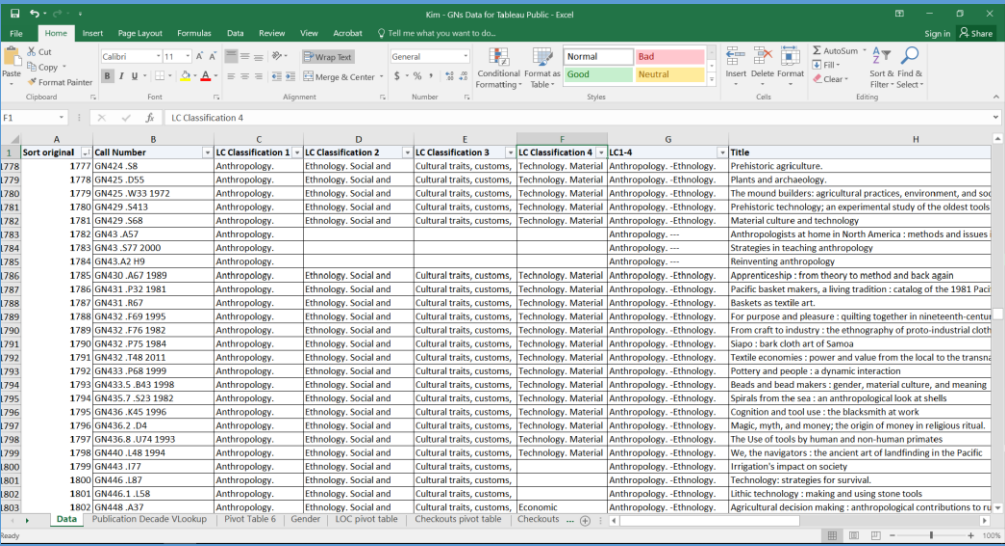 Kim - GNs Data for Tableau Public - Excel
File Home Insert Page Layout Formulas Data Review View Acrobat Tell me what you want to do... Sign in Share
Cut Calibri 11 Wrap Text General Normal Bad AutoSum
Copy Fill
Paste Format Painter B I U Merge & Center $ % Conditional Formatting Format as Table Good Neutral Insert Delete Format Clear Sort & Filter Find & Select
Clipboard Font Alignment Number Styles Cells Editing
F1 fx LC Classification 4
A B C D E F G H
1 Sort original Call Number LC Classification 1 LC Classification 2 LC Classification 3 LC Classification 4 LC1-4 Title
1778 1777 GN424 .S8 Anthropology. Ethnology. Social and Cultural traits, customs, Technology. Material Anthropology. -Ethnology. Prehistoric agriculture.
1779 1778 GN425 .D55 Anthropology. Ethnology. Social and Cultural traits, customs, Technology. Material Anthropology. -Ethnology. Plants and archaeology.
1780 1779 GN425 .W33 1972 Anthropology. Ethnology. Social and Cultural traits, customs, Technology. Material Anthropology. -Ethnology. The mound builders: agricultural practices, environment, and soc
1781 1780 GN429 .S413 Anthropology. Ethnology. Social and Cultural traits, customs, Technology. Material Anthropology. -Ethnology. Prehistoric technology; an experimental study of the oldest tools
1782 1781 GN429 .S68 Anthropology. Ethnology. Social and Cultural traits, customs, Technology. Material Anthropology. -Ethnology. Material culture and technology
1783 1782 GN43 .A57 Anthropology. Anthropology. --- Anthropologists at home in North America : methods and issues
1784 1783 GN43 .S77 2000 Anthropology. Anthropology. --- Strategies in teaching anthropology
1785 1784 GN43.A2 H9 Anthropology. Anthropology. --- Reinventing anthropology
1786 1785 GN430 .A67 1989 Anthropology. Ethnology. Social and Cultural traits, customs, Technology. Material Anthropology. -Ethnology. Apprenticeship : from theory to method and back again
1787 1786 GN431 .P32 1981 Anthropology. Ethnology. Social and Cultural traits, customs, Technology. Material Anthropology. -Ethnology. Pacific basket makers, a living tradition : catalog of the 1981 Paci
1788 1787 GN431 .R67 Anthropology. Ethnology. Social and Cultural traits, customs, Technology. Material Anthropology. -Ethnology. Baskets as textile art.
1789 1788 GN432 .F69 1995 Anthropology. Ethnology. Social and Cultural traits, customs, Technology. Material Anthropology. -Ethnology. For purpose and pleasure : quilting together in nineteenth-centur
1790 1789 GN432 .F76 1982 Anthropology. Ethnology. Social and Cultural traits, customs, Technology. Material Anthropology. -Ethnology. From craft to industry : the ethnography of proto-industrial cloth
1791 1790 GN432 .P75 1984 Anthropology. Ethnology. Social and Cultural traits, customs, Technology. Material Anthropology. -Ethnology. Siapo : bark cloth art of Samoa
1792 1791 GN432 .T48 2011 Anthropology. Ethnology. Social and Cultural traits, customs, Technology. Material Anthropology. -Ethnology. Textile economies : power and value from the local to the transna
1793 1792 GN433 .P68 1999 Anthropology. Ethnology. Social and Cultural traits, customs, Technology. Material Anthropology. -Ethnology. Pottery and people : a dynamic interaction
1794 1793 GN433.5 .B43 1998 Anthropology. Ethnology. Social and Cultural traits, customs, Technology. Material Anthropology. -Ethnology. Beads and bead makers : gender, material culture, and meaning
1795 1794 GN435.7 .S23 1982 Anthropology. Ethnology. Social and Cultural traits, customs, Technology. Material Anthropology. -Ethnology. Spirals from the sea : an anthropological look at shells
1796 1795 GN436 .K45 1996 Anthropology. Ethnology. Social and Cultural traits, customs, Technology. Material Anthropology. -Ethnology. Cognition and tool use : the blacksmith at work
1797 1796 GN436.2 .D4 Anthropology. Ethnology. Social and Cultural traits, customs, Technology. Material Anthropology. -Ethnology. Magic, myth, and money; the origin of money in religious ritual.
1798 1797 GN436.8 .U74 1993 Anthropology. Ethnology. Social and Cultural traits, customs, Technology. Material Anthropology. -Ethnology. The Use of tools by human and non-human primates
1799 1798 GN440 .L48 1994 Anthropology. Ethnology. Social and Cultural traits, customs, Technology. Material Anthropology. -Ethnology. We, the navigators : the ancient art of landfinding in the Pacific
1800 1799 GN443 .I77 Anthropology. Ethnology. Social and Cultural traits, customs, Anthropology. -Ethnology. Irrigation's impact on society
1801 1800 GN446 .L87 Anthropology. Ethnology. Social and Cultural traits, customs, Anthropology. -Ethnology. Technology: strategies for survival.
1802 1801 GN446.1 .L58 Anthropology. Ethnology. Social and Cultural traits, customs, Anthropology. -Ethnology. Lithic technology : making and using stone tools
1803 1802 GN448 .A37 Anthropology. Ethnology. Social and Cultural traits, customs, Economic Anthropology. -Ethnology. Agricultural decision making : anthropological contributions to ru
Data Publication Decade VLookup Pivot Table 6 Gender LOC pivot table Checkouts pivot table Checkouts ...
Ready 100%